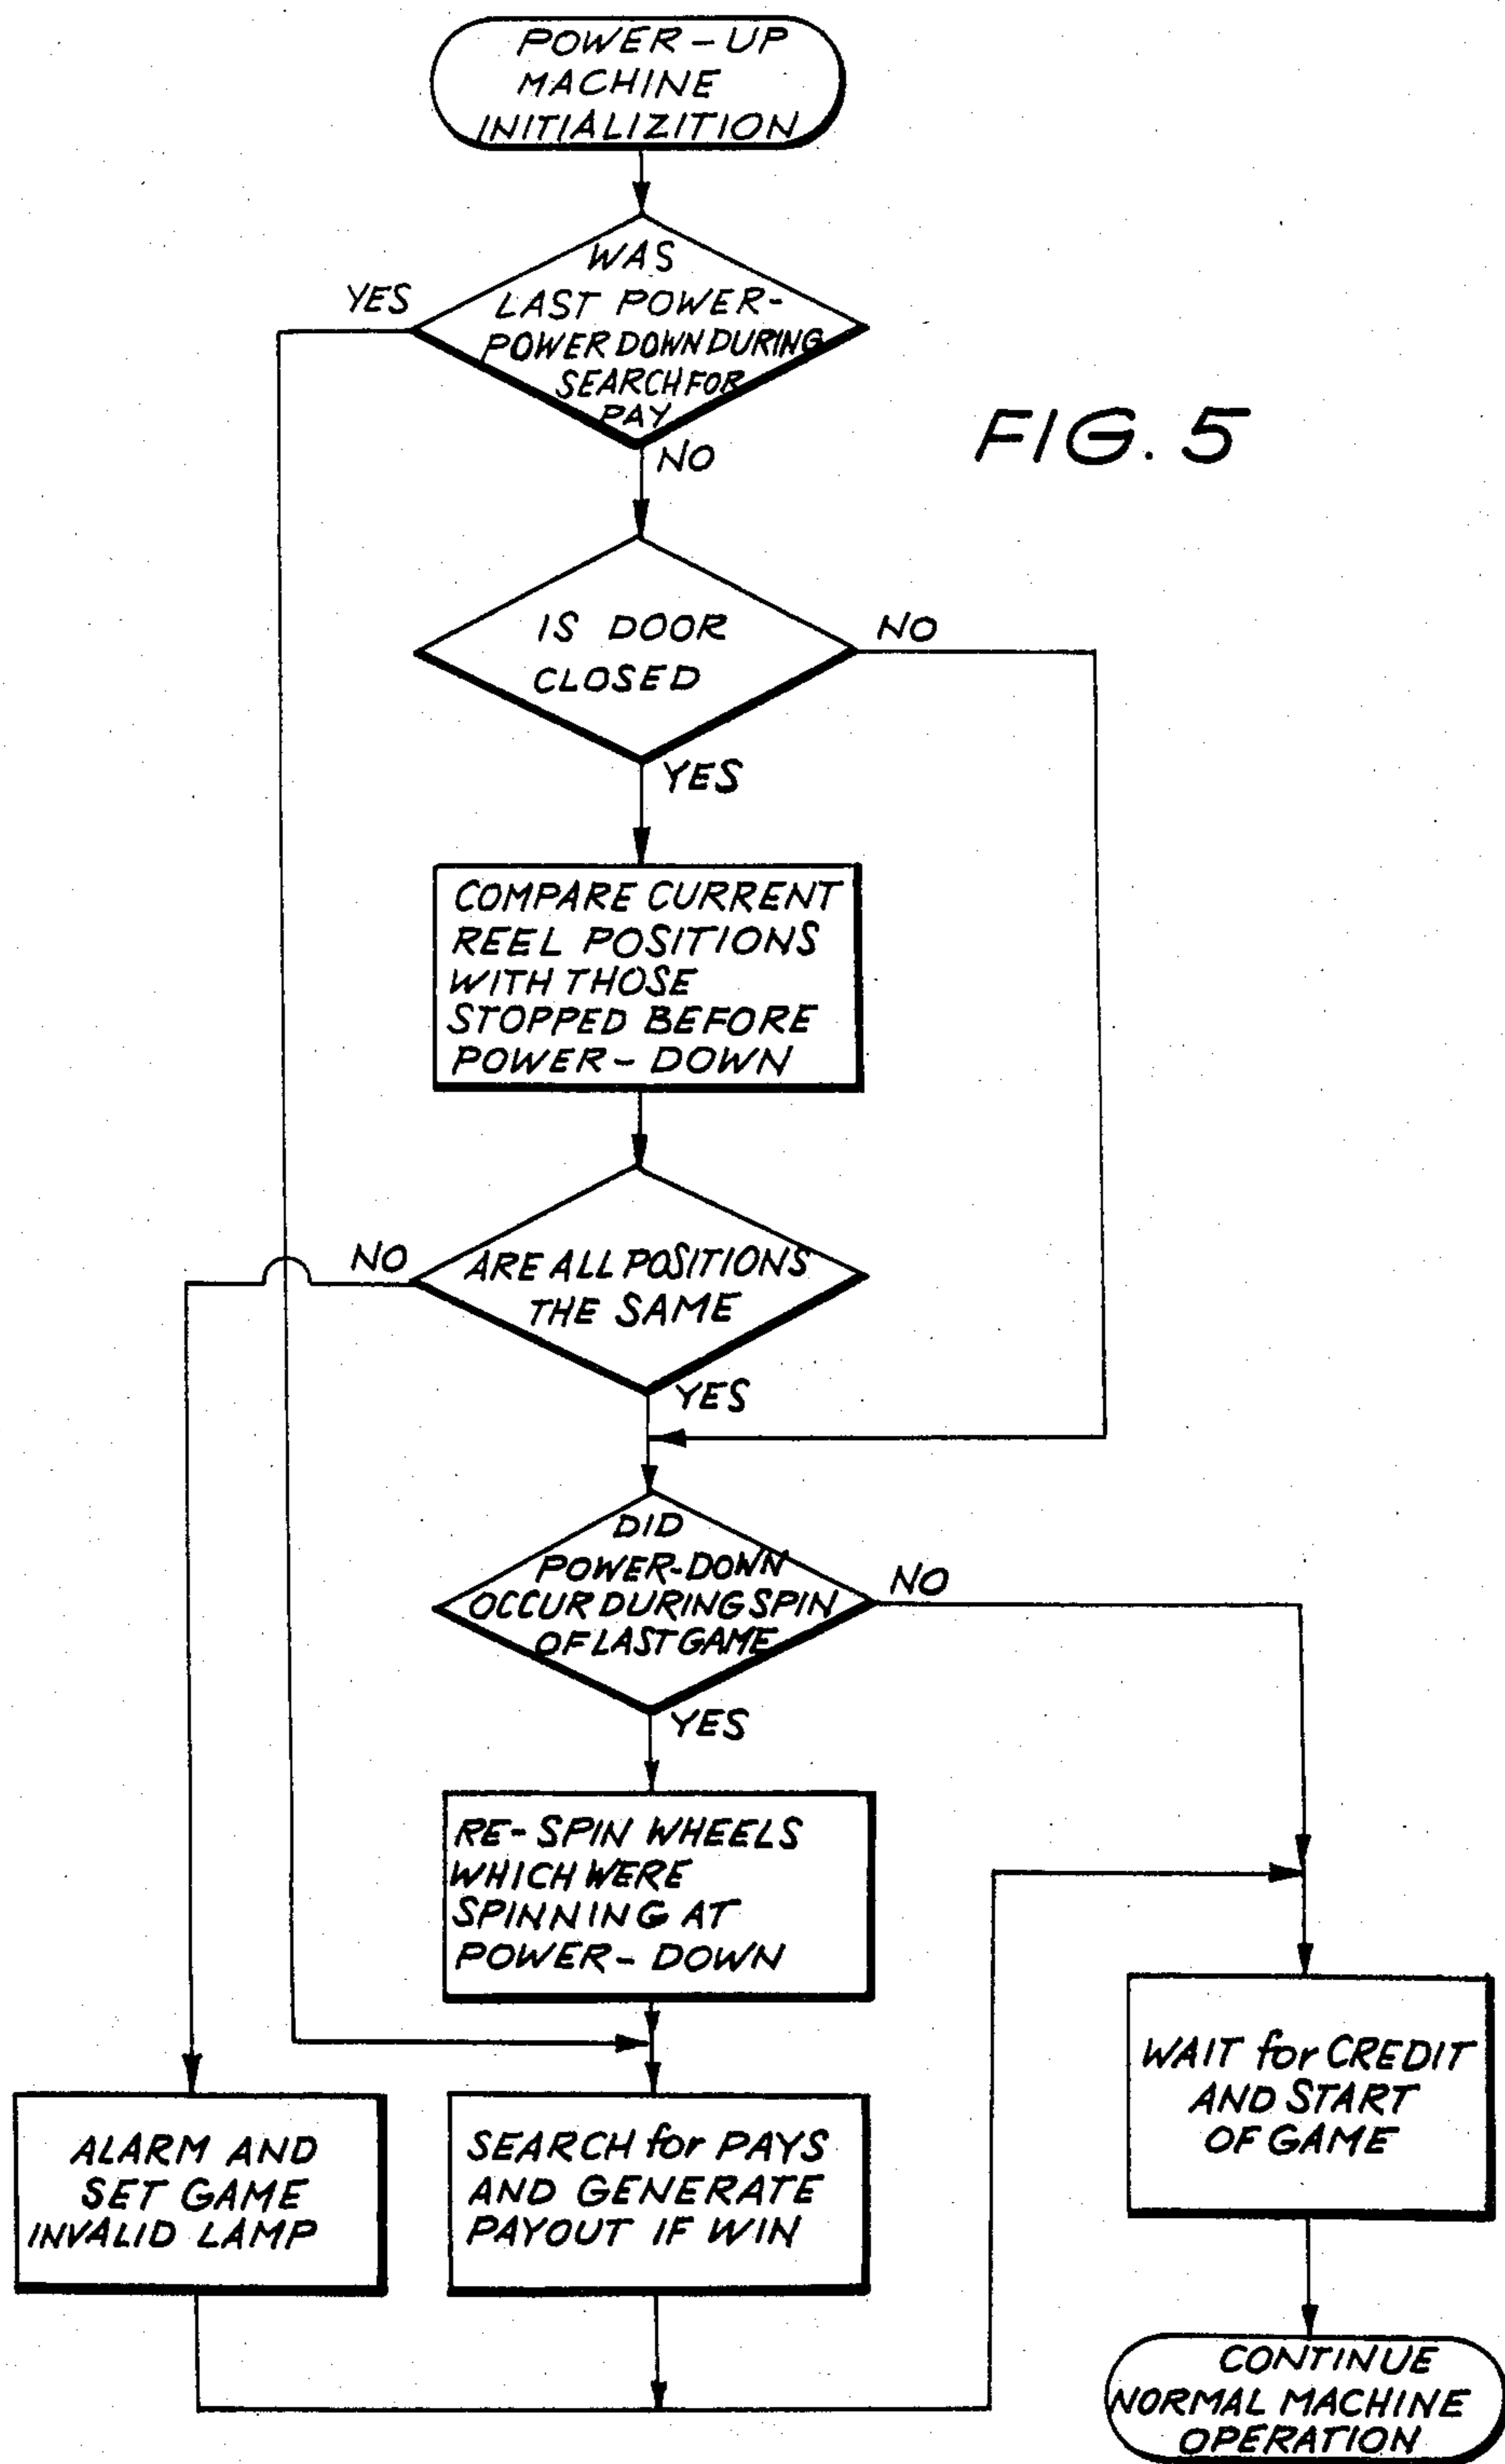 POWER-UP
MACHINE
INITIALIZITION
WAS
LAST POWER-
POWER DOWN DURING
SEARCH FOR
PAY
YES
NO
FIG. 5
IS DOOR
CLOSED
NO
YES
COMPARE CURRENT
REEL POSITIONS
WITH THOSE
STOPPED BEFORE
POWER-DOWN
NO
ARE ALL POSITIONS
THE SAME
YES
DID
POWER-DOWN
OCCUR DURING SPIN
OF LAST GAME
NO
YES
RE-SPIN WHEELS
WHICH WERE
SPINNING AT
POWER-DOWN
ALARM AND
SET GAME
INVALID LAMP
SEARCH for PAYS
AND GENERATE
PAYOUT IF WIN
WAIT for CREDIT
AND START
OF GAME
CONTINUE
NORMAL MACHINE
OPERATION